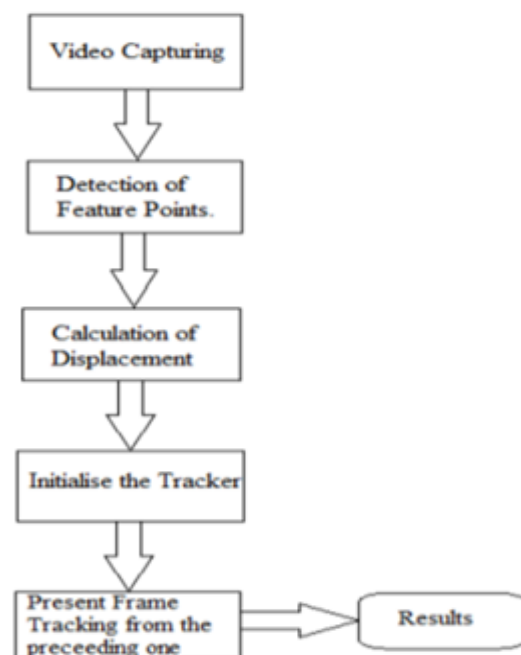 Video Capturing
Detection of
Feature Points.
Calculation of
Displacement
Initialise the Tracker
Present Frame
Tracking from the
preceeding one
Results